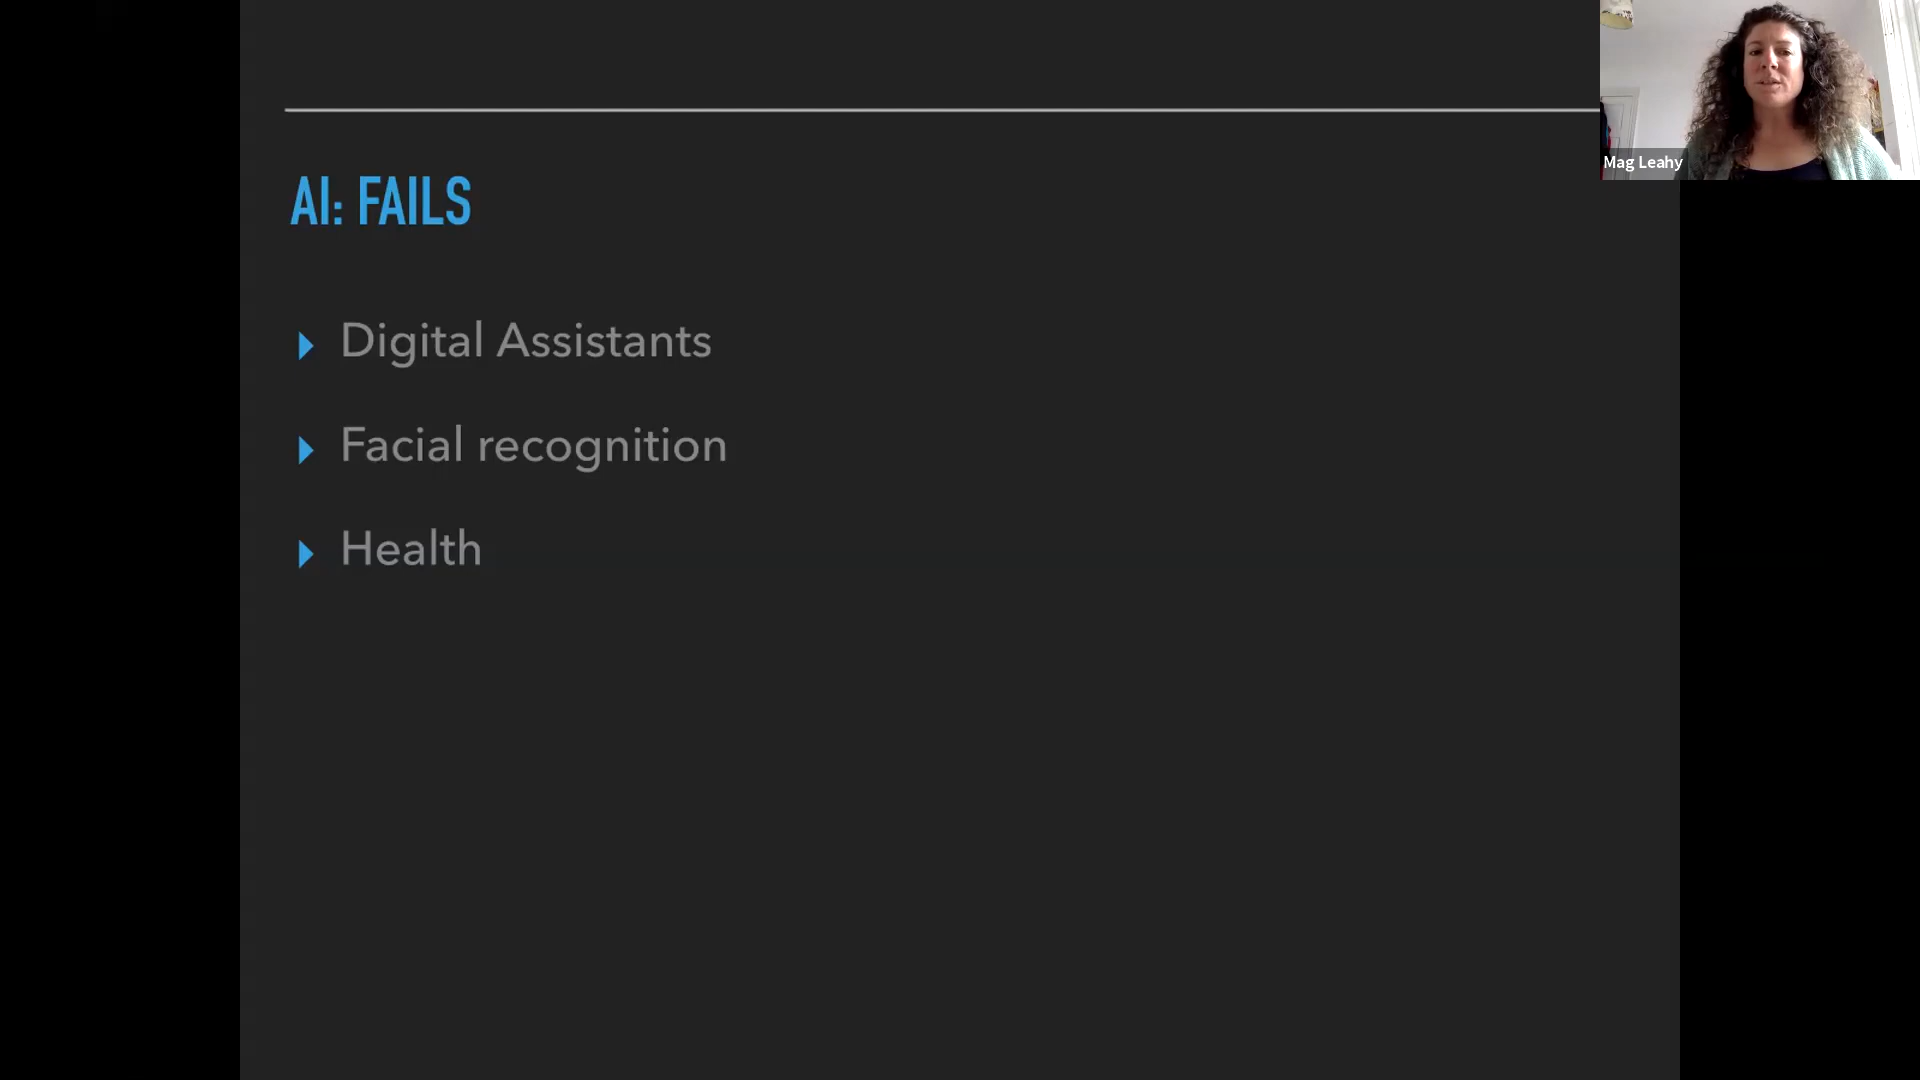 AI: FAILS
Digital Assistants
Facial recognition
Health
Mag Leahy